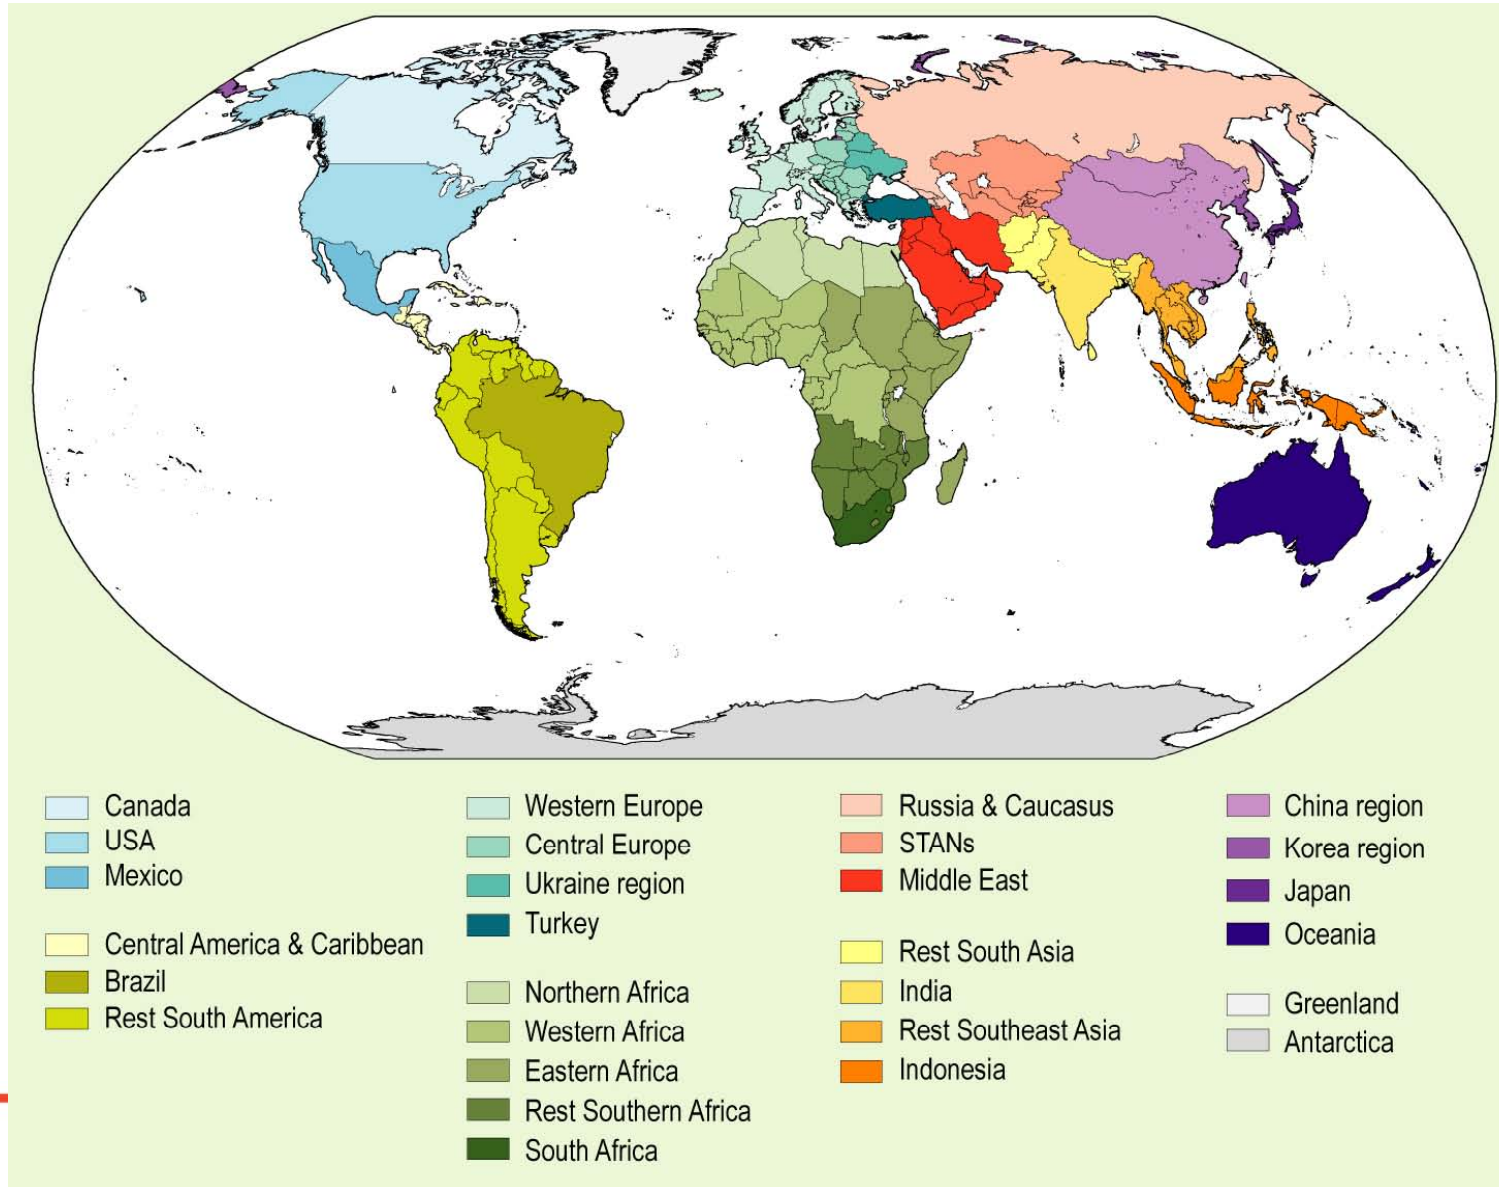 Canada
USA
Mexico
Central America & Caribbean
Brazil
Rest South America
Western Europe
Central Europe
Ukraine region
Turkey
Northern Africa
Western Africa
Eastern Africa
Rest Southern Africa
South Africa
Russia & Caucasus
STANs
Middle East
Rest South Asia
India
Rest Southeast Asia
Indonesia
China region
Korea region
Japan
Oceania
Greenland
Antarctica